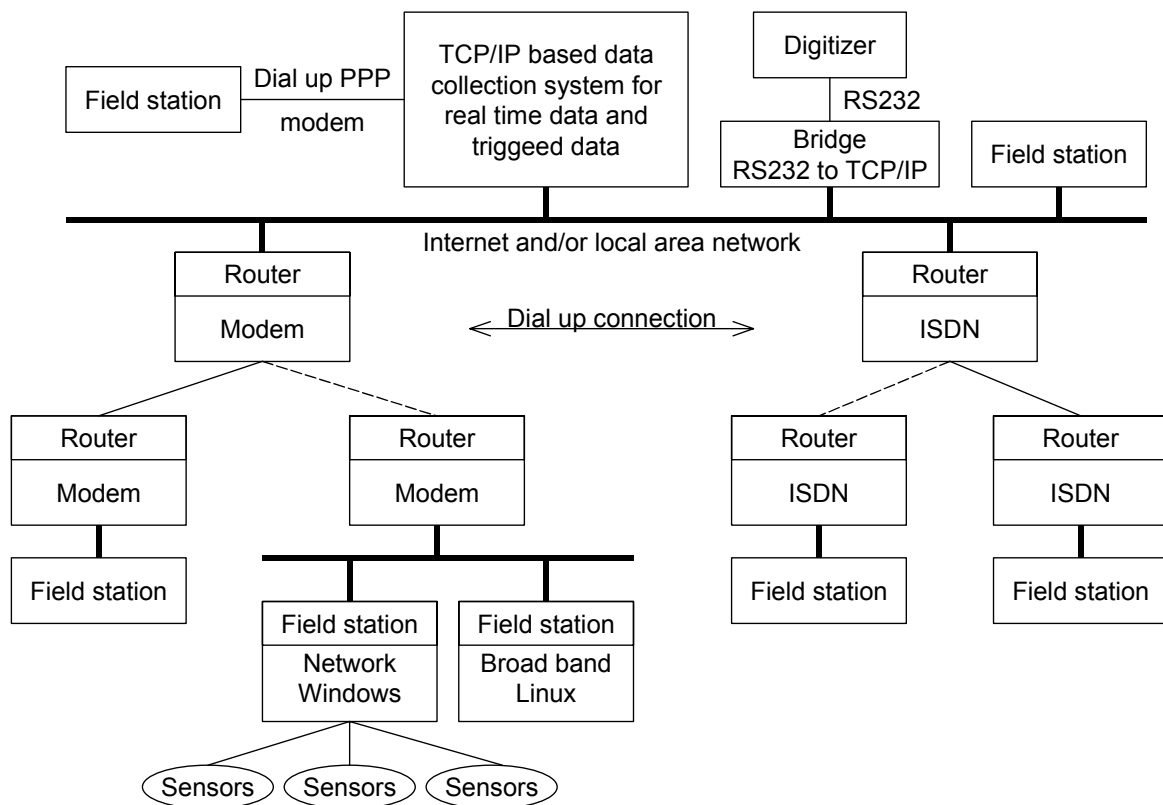 TCP/IP based data
collection system for
real time data and
triggeed data
Digitizer
Field station
Dial up PPP
modem
RS232
Bridge
RS232 to TCP/IP
Field station
Internet and/or local area network
Router
Modem
Dial up connection
Router
ISDN
Router
Modem
Router
Modem
Router
ISDN
Router
ISDN
Field station
Field station
Field station
Field station
Network
Windows
Field station
Broad band
Linux
Sensors
Sensors
Sensors